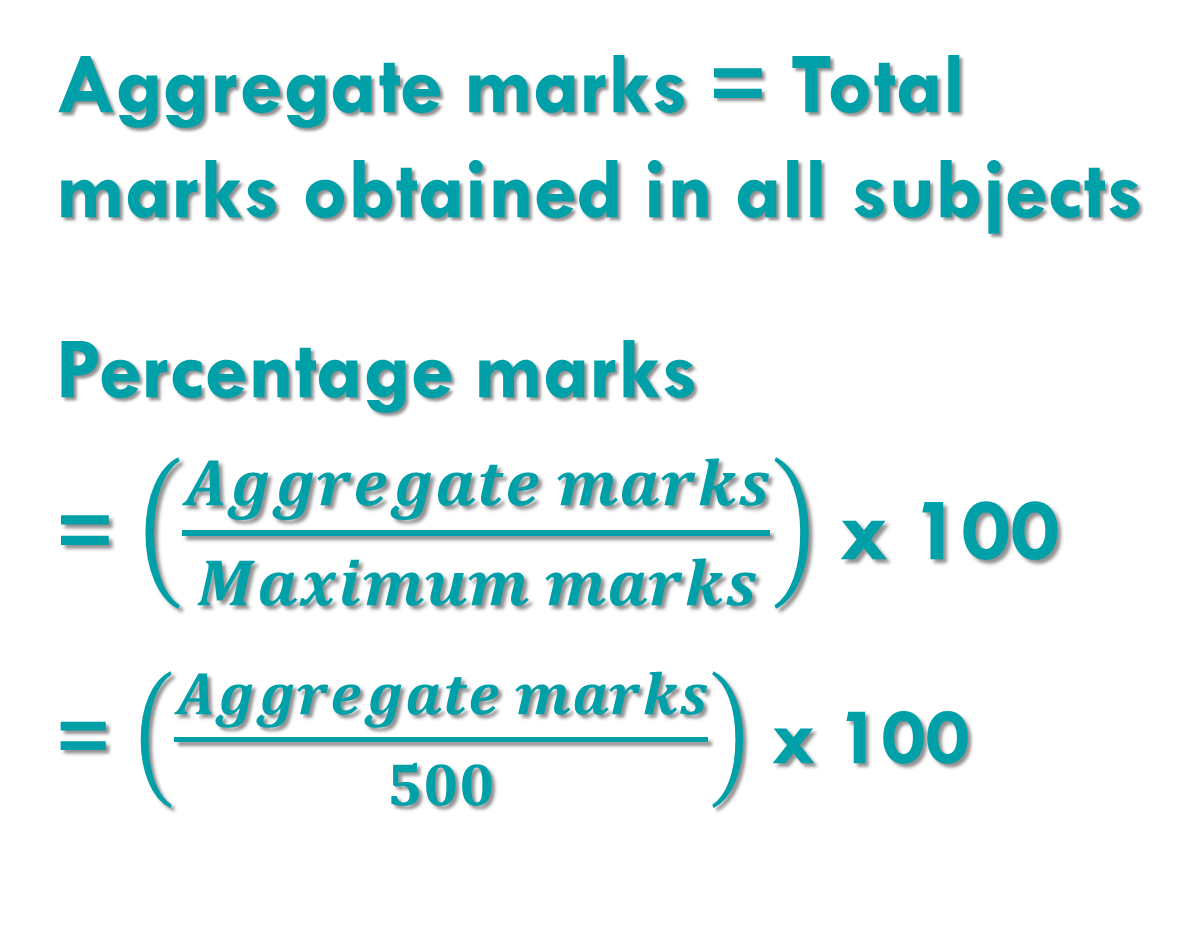 Aggregate marks = Total
marks obtained in all subjects
Percentage marks
= (Aggregate marks / Maximum marks) x 100
= (Aggregate marks / 500) x 100